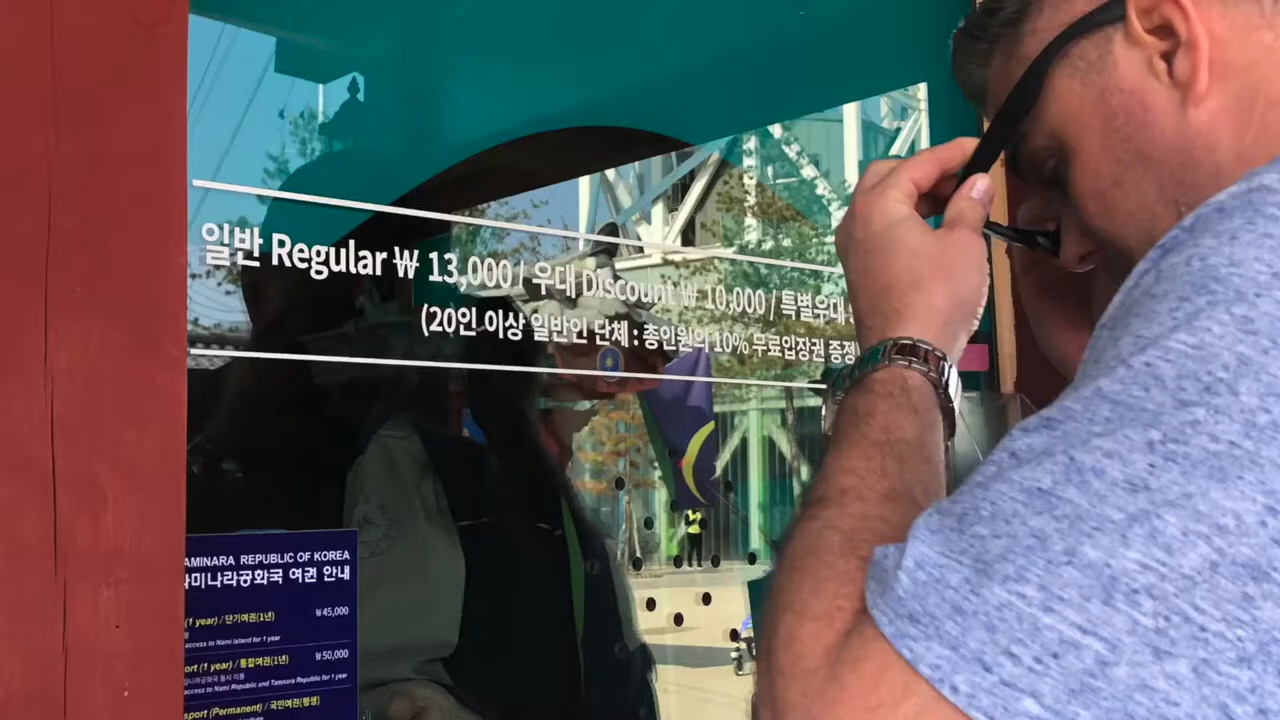 일반 Regular ₩ 13,000 / 우대 Discount ₩ 10,000 / 특별우대
(20인 이상 일반인 단체 : 총인원의 10% 무료입장권 증정
AMINARA REPUBLIC OF KOREA
미나라공화국 여권 안내
(1 year) / 단기여권(1년) ₩45,000
access to Nami Island for 1 year
ort (1 year) / 통합여권(1년) ₩50,000
access to Nami Republic and Tamnara Republic for 1 year
sport (Permanent) / 국민여권(평생)